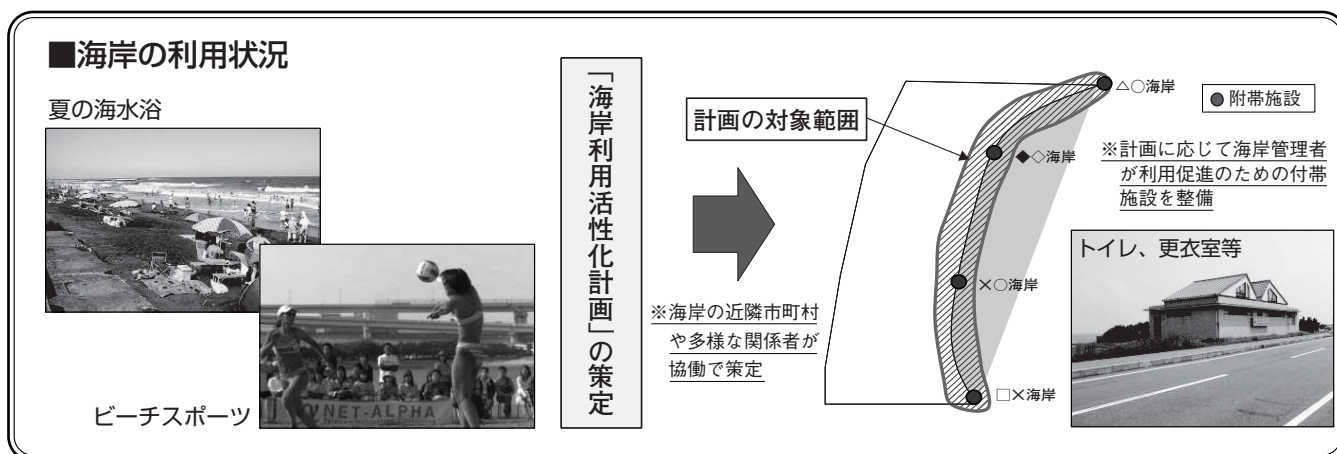 ■海岸の利用状況
夏の海水浴
ビーチスポーツ
NET-ALPHA
「海岸利用活性化計画」の策定
※海岸の近隣市町村
や多様な関係者が
協働で策定
計画の対象範囲
△○海岸
◆◇海岸
×○海岸
□×海岸
●附帯施設
※計画に応じて海岸管理者
が利用促進のための付帯
施設を整備
トイレ、更衣室等